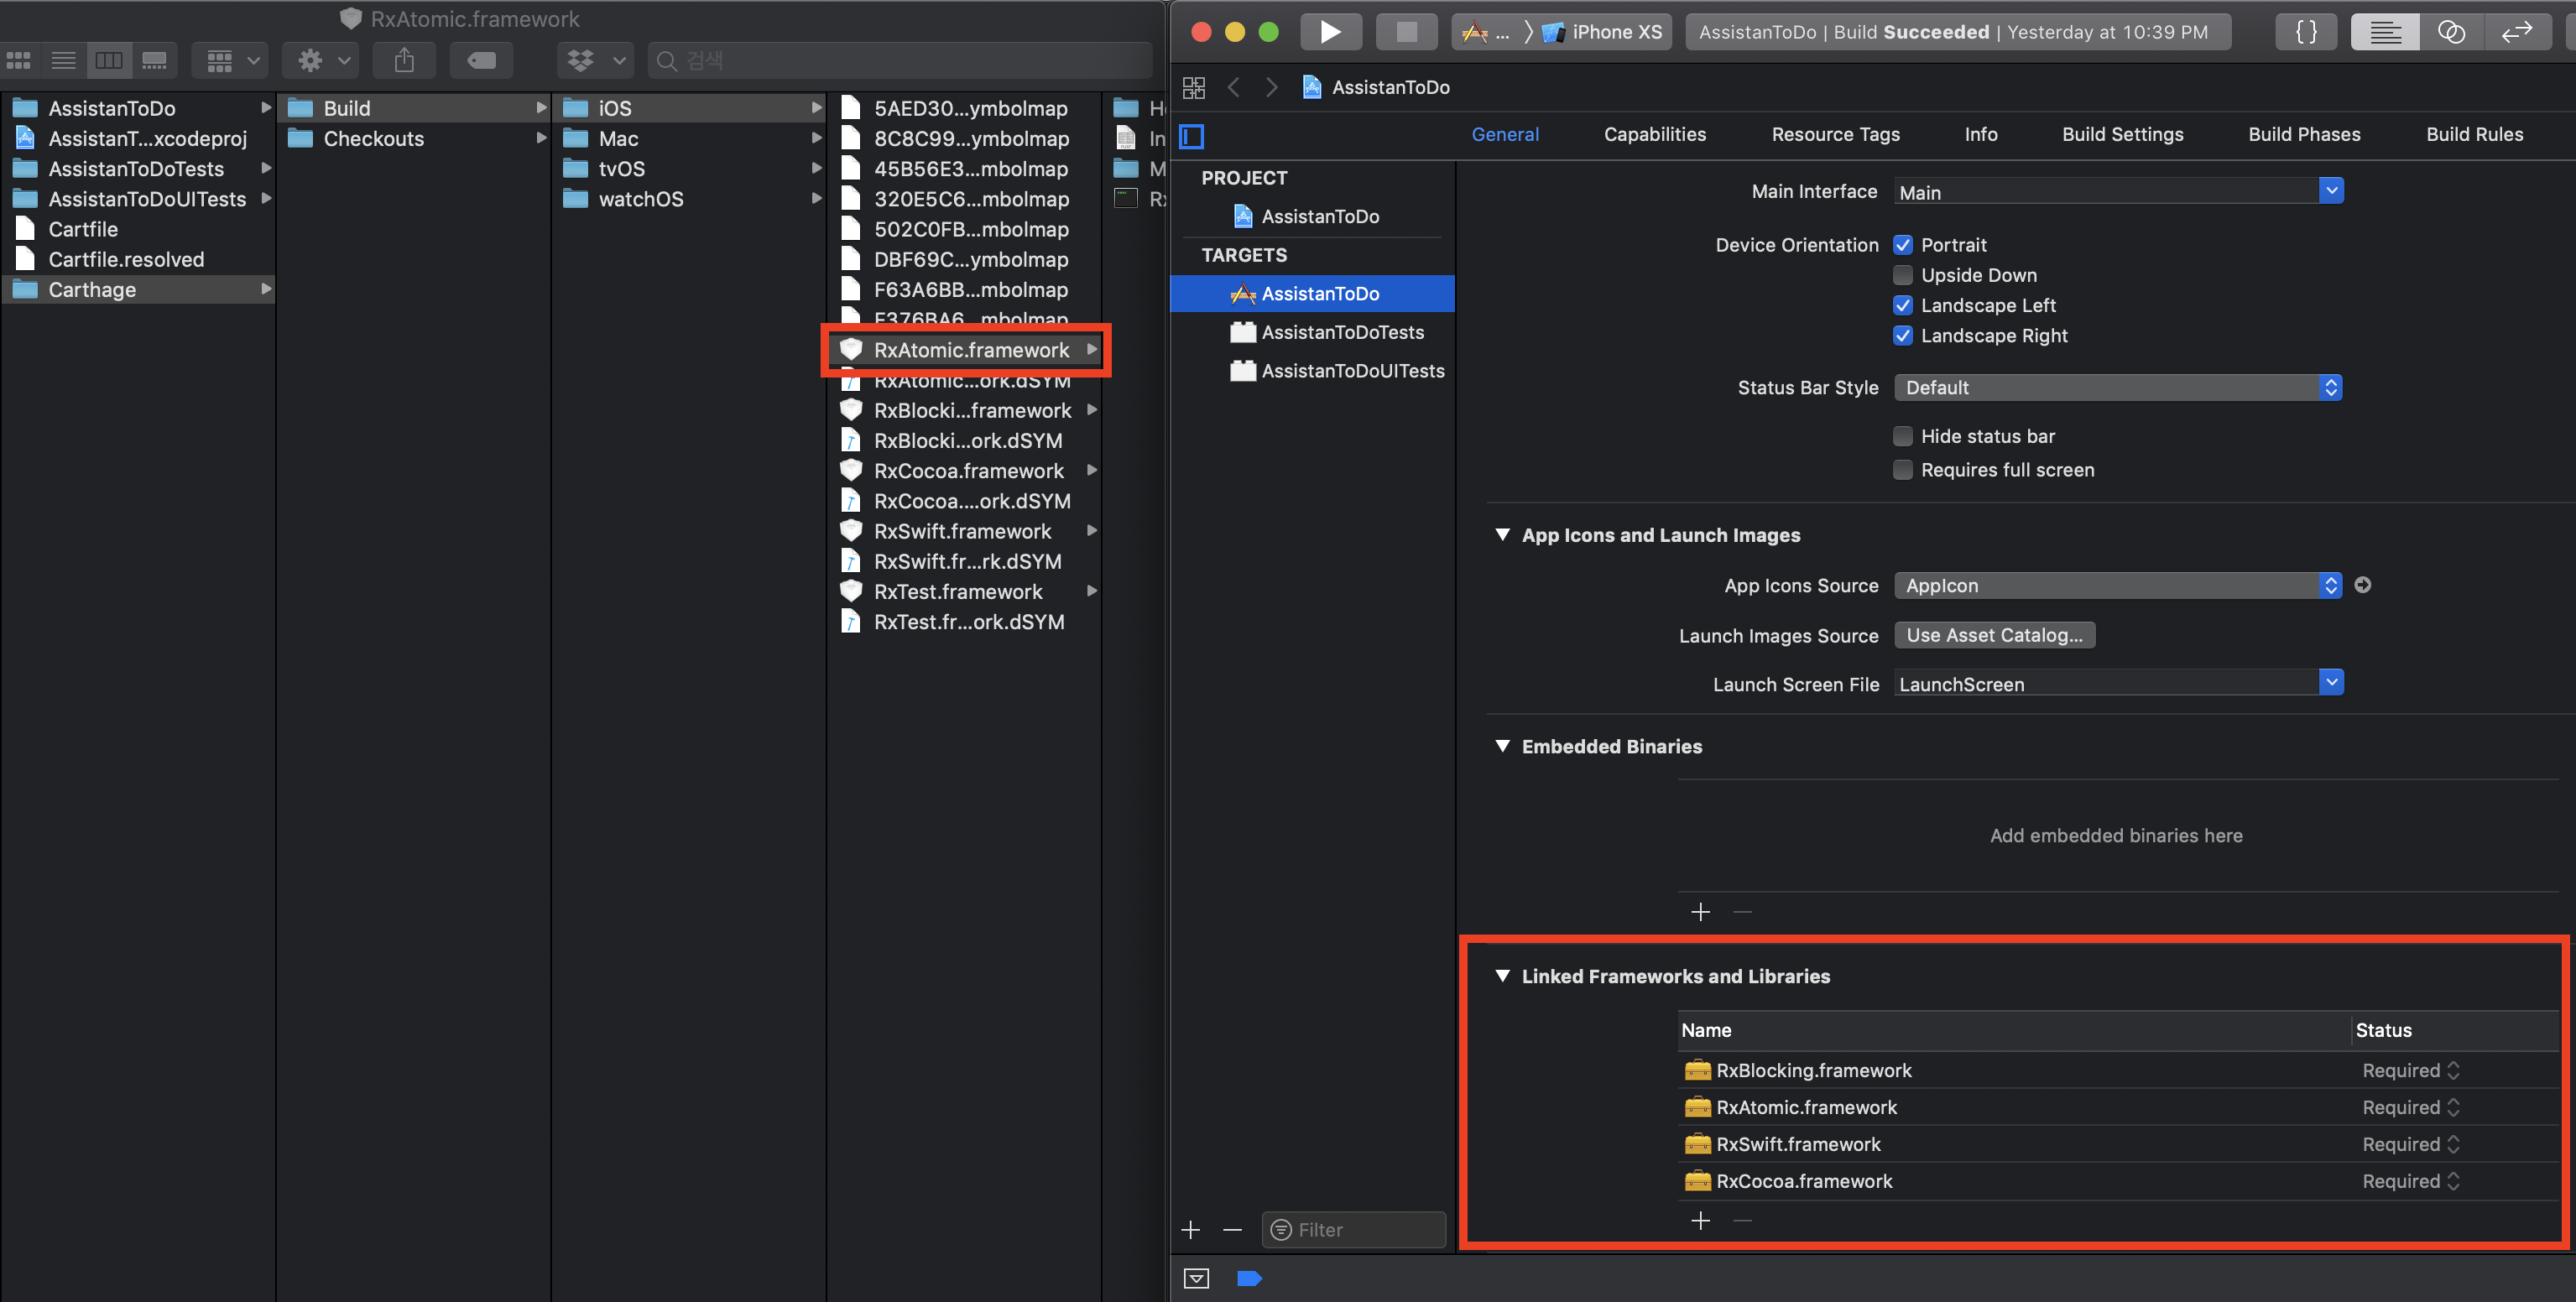 RxAtomic.framework
검색
AssistanToDo
AssistanT...xcodeproj
AssistanToDoTests
AssistanToDoUITests
Cartfile
Cartfile.resolved
Carthage
Build
Checkouts
iOS
Mac
tvOS
watchOS
5AED30...ymbolmap
8C8C99...ymbolmap
45B56E3...mbolmap
320E5C6...mbolmap
502C0FB...mbolmap
DBF69C...ymbolmap
F63A6BB...mbolmap
F376BA6...mbolmap
RxAtomic.framework
RxAtomic...ork.dSYM
RxBlocki...framework
RxBlocki...ork.dSYM
RxCocoa.framework
RxCocoa....ork.dSYM
RxSwift.framework
RxSwift.fr...rk.dSYM
RxTest.framework
RxTest.fr...ork.dSYM
In
M
... iPhone XS
AssistanToDo | Build Succeeded | Yesterday at 10:39 PM
{}
AssistanToDo
General Capabilities Resource Tags Info Build Settings Build Phases Build Rules
PROJECT
AssistanToDo
TARGETS
AssistanToDo
AssistanToDoTests
AssistanToDoUITests
Filter
Main Interface Main
Device Orientation Portrait
Upside Down
Landscape Left
Landscape Right
Status Bar Style Default
Hide status bar
Requires full screen
App Icons and Launch Images
App Icons Source AppIcon
Launch Images Source Use Asset Catalog...
Launch Screen File LaunchScreen
Embedded Binaries
Add embedded binaries here
Linked Frameworks and Libraries
Name Status
RxBlocking.framework Required
RxAtomic.framework Required
RxSwift.framework Required
RxCocoa.framework Required